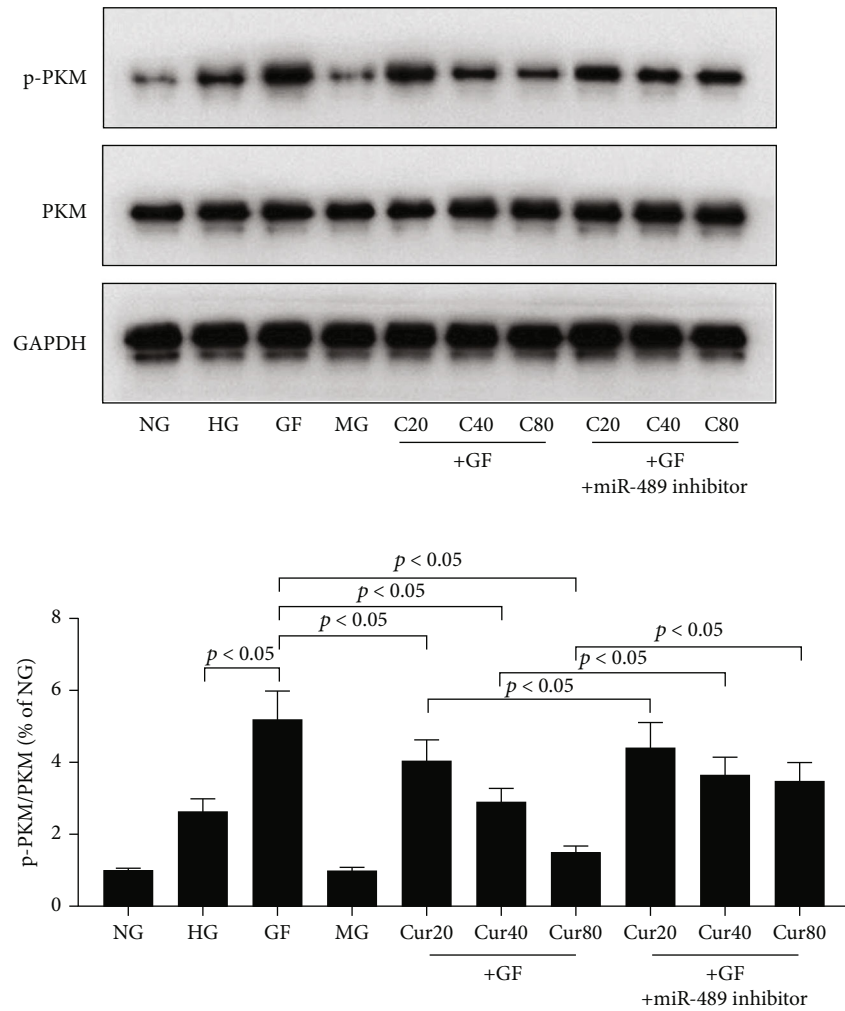 p-PKM
PKM
GAPDH
NG HG GF MG C20 C40 C80 C20 C40 C80
+GF +GF
+miR-489 inhibitor
p < 0.05
p < 0.05
p < 0.05
p < 0.05
p < 0.05
p < 0.05
p < 0.05
p-PKM/PKM (% of NG)
8
6
4
2
0
NG HG GF MG Cur20 Cur40 Cur80 Cur20 Cur40 Cur80
+GF +GF
+miR-489 inhibitor